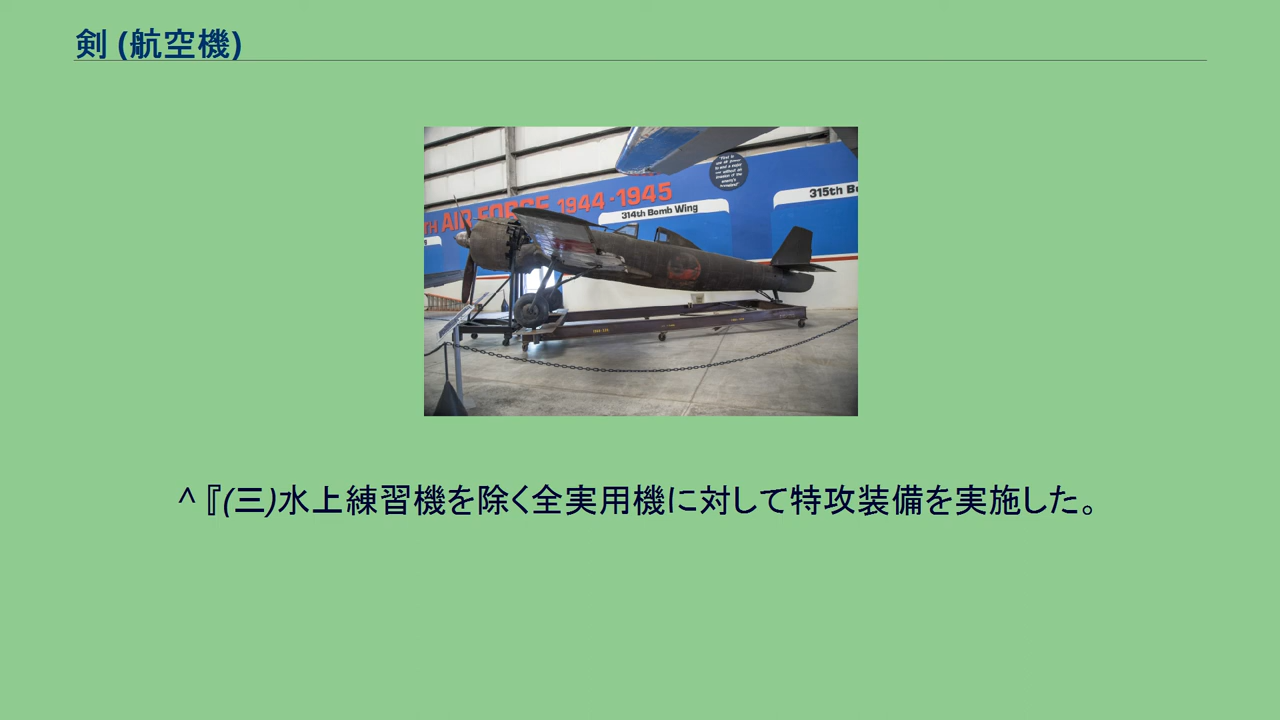 剣 (航空機)
TH AIR FORCE 1944 · 1945
314th Bomb Wing
315th B
^ 『(三)水上練習機を除く全実用機に対して特攻装備を実施した。